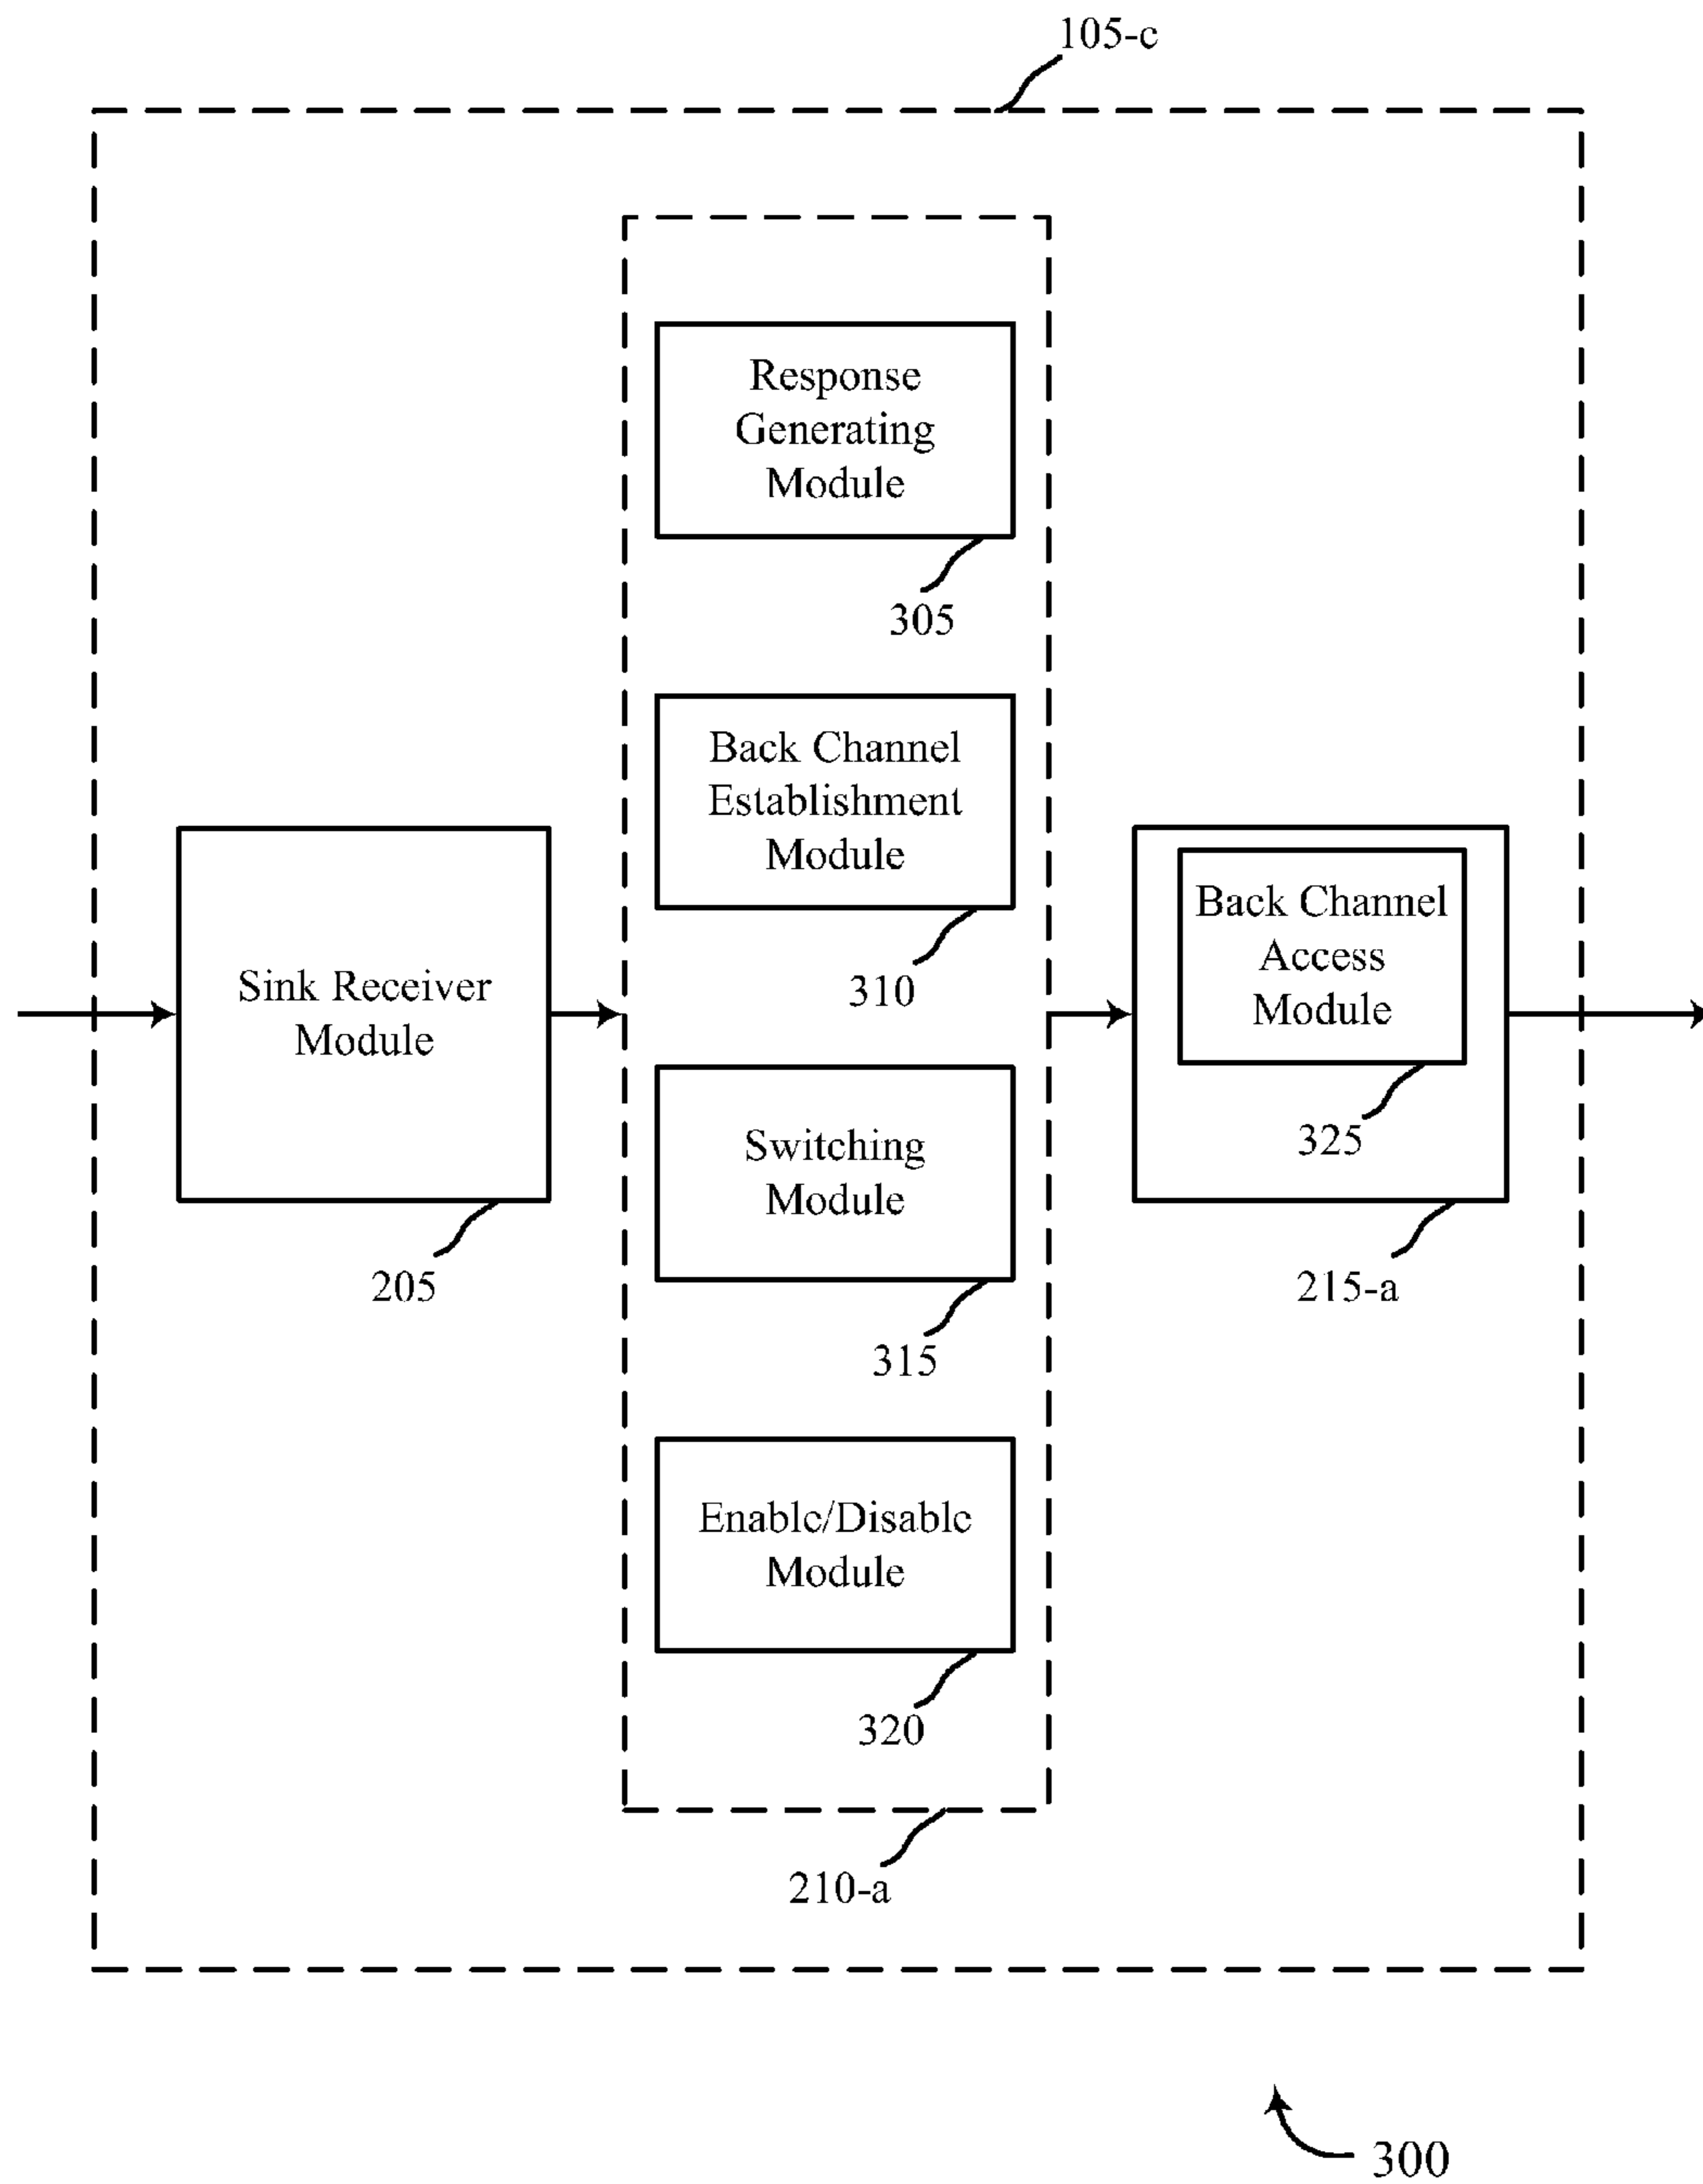 105-c
Response
Generating
Module
305
Back Channel
Establishment
Module
310
Sink Receiver
Module
205
Back Channel
Access
Module
325
215-a
Switching
Module
315
Enable/Disable
Module
320
210-a
300